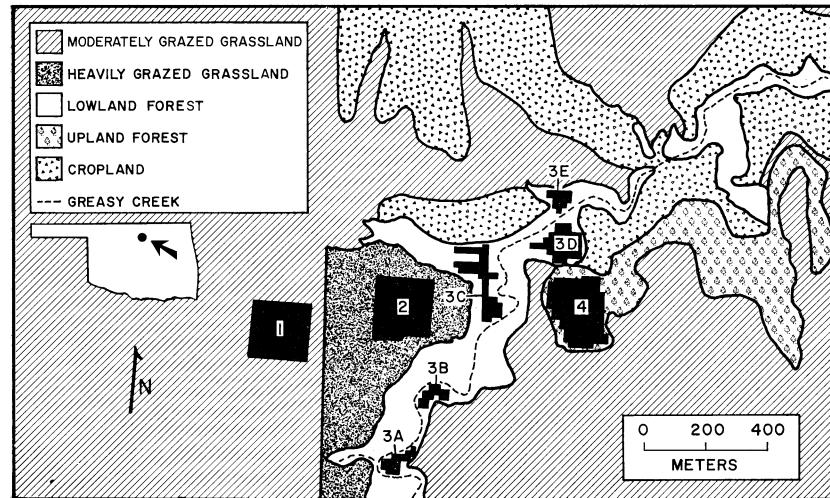 MODERATELY GRAZED GRASSLAND
HEAVILY GRAZED GRASSLAND
LOWLAND FOREST
UPLAND FOREST
CROPLAND
GREASY CREEK
3E
3D
3C
1
2
4
3B
3A
N
0 200 400
METERS